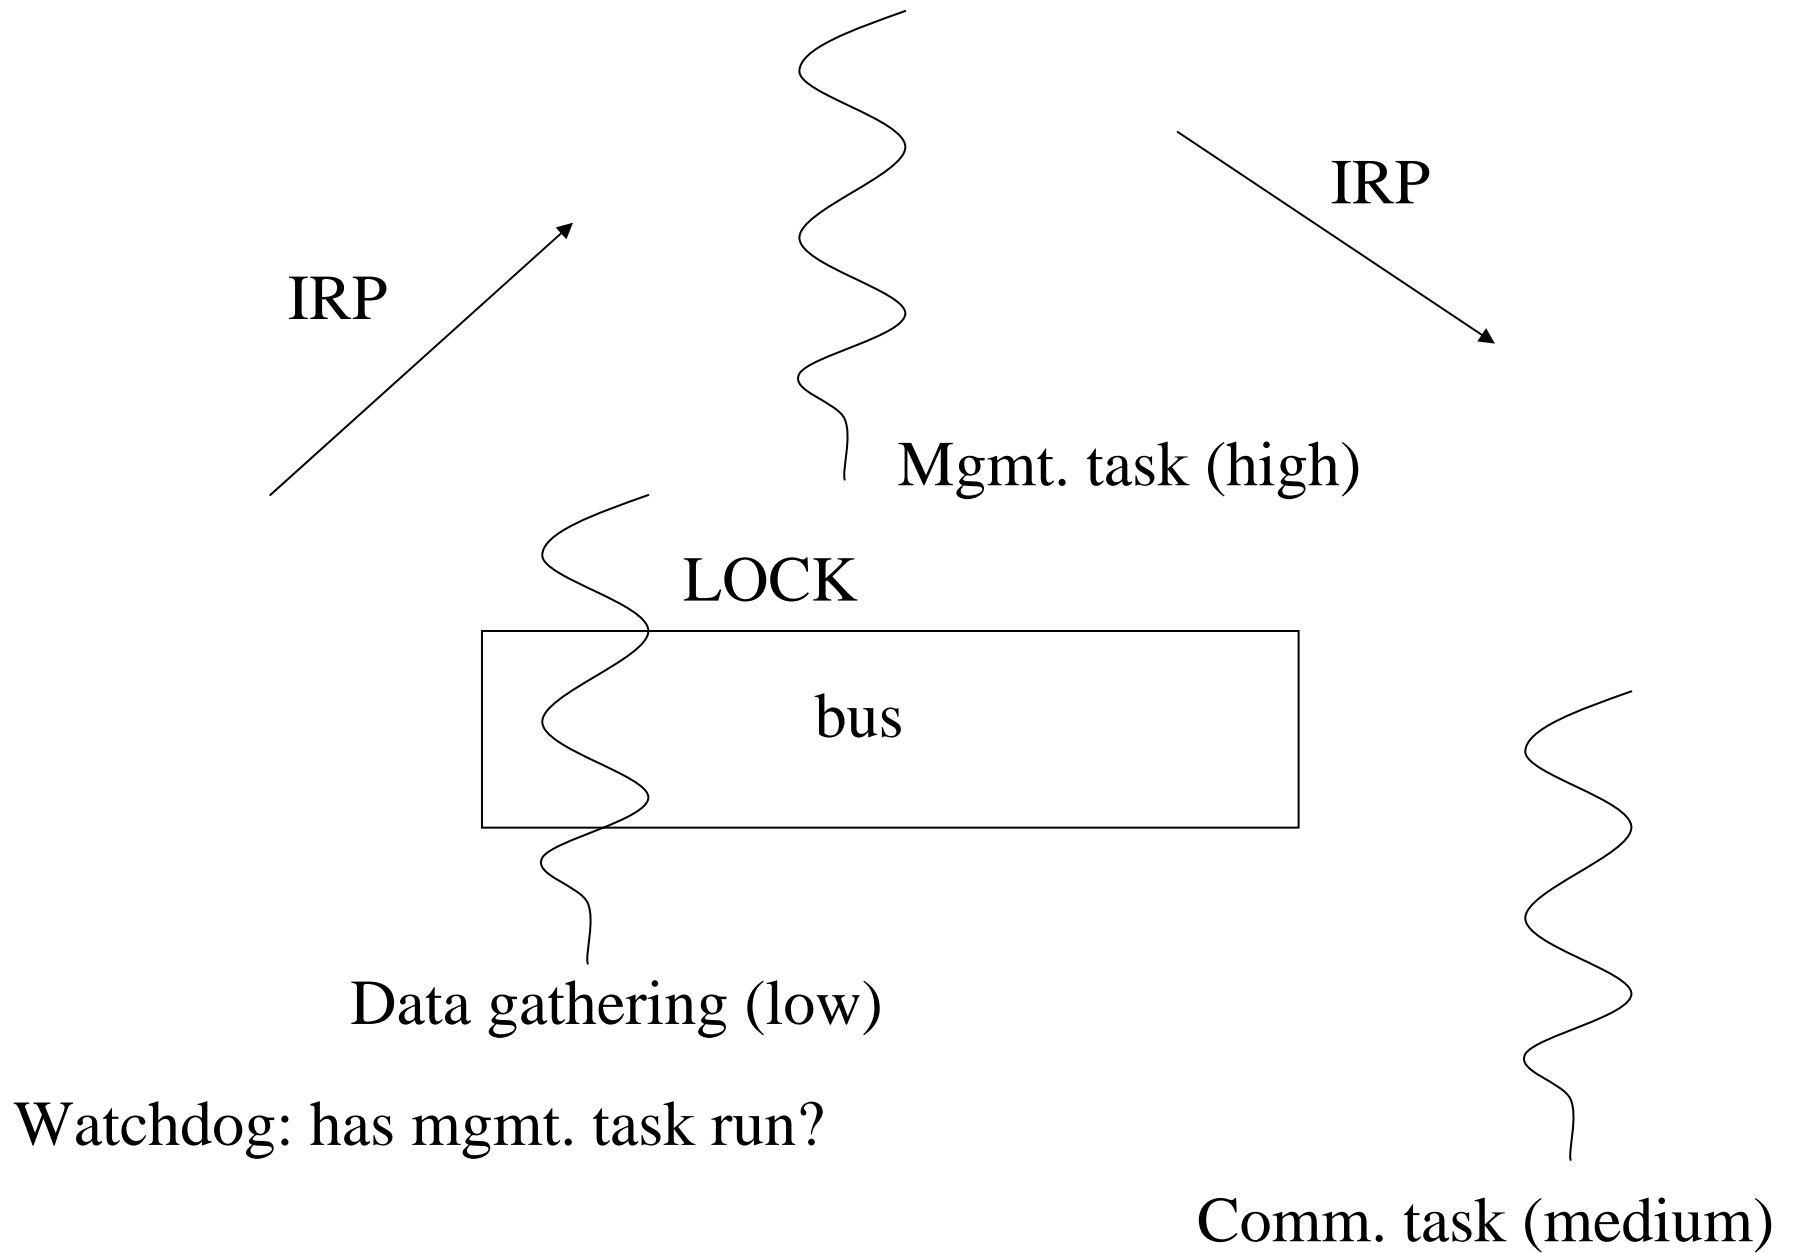 IRP
IRP
Mgmt. task (high)
LOCK
bus
Data gathering (low)
Watchdog: has mgmt. task run?
Comm. task (medium)